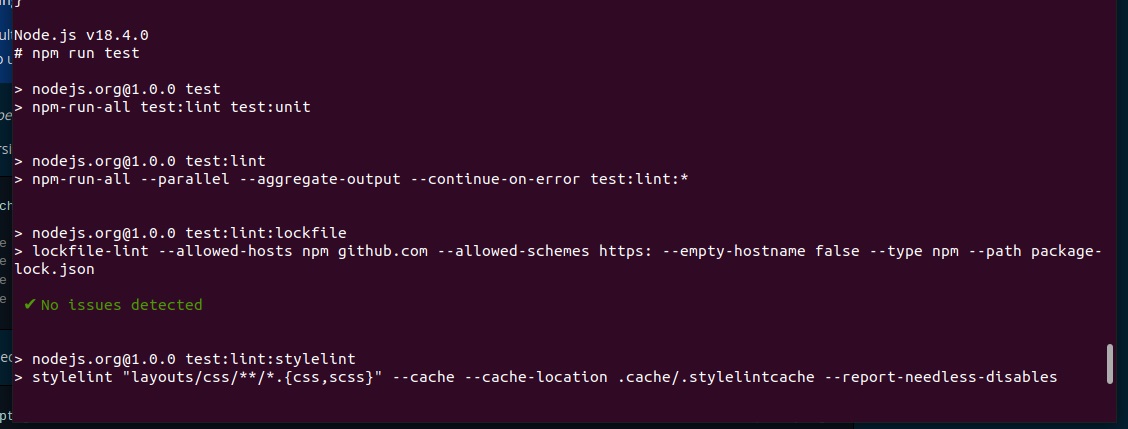 }
Node.js v18.4.0
# npm run test
> nodejs.org@1.0.0 test
> npm-run-all test:lint test:unit
> nodejs.org@1.0.0 test:lint
> npm-run-all --parallel --aggregate-output --continue-on-error test:lint:*
> nodejs.org@1.0.0 test:lint:lockfile
> lockfile-lint --allowed-hosts npm github.com --allowed-schemes https: --empty-hostname false --type npm --path package-
lock.json
✔ No issues detected
> nodejs.org@1.0.0 test:lint:stylelint
> stylelint "layouts/css/**/*.{css,scss}" --cache --cache-location .cache/.stylelintcache --report-needless-disables